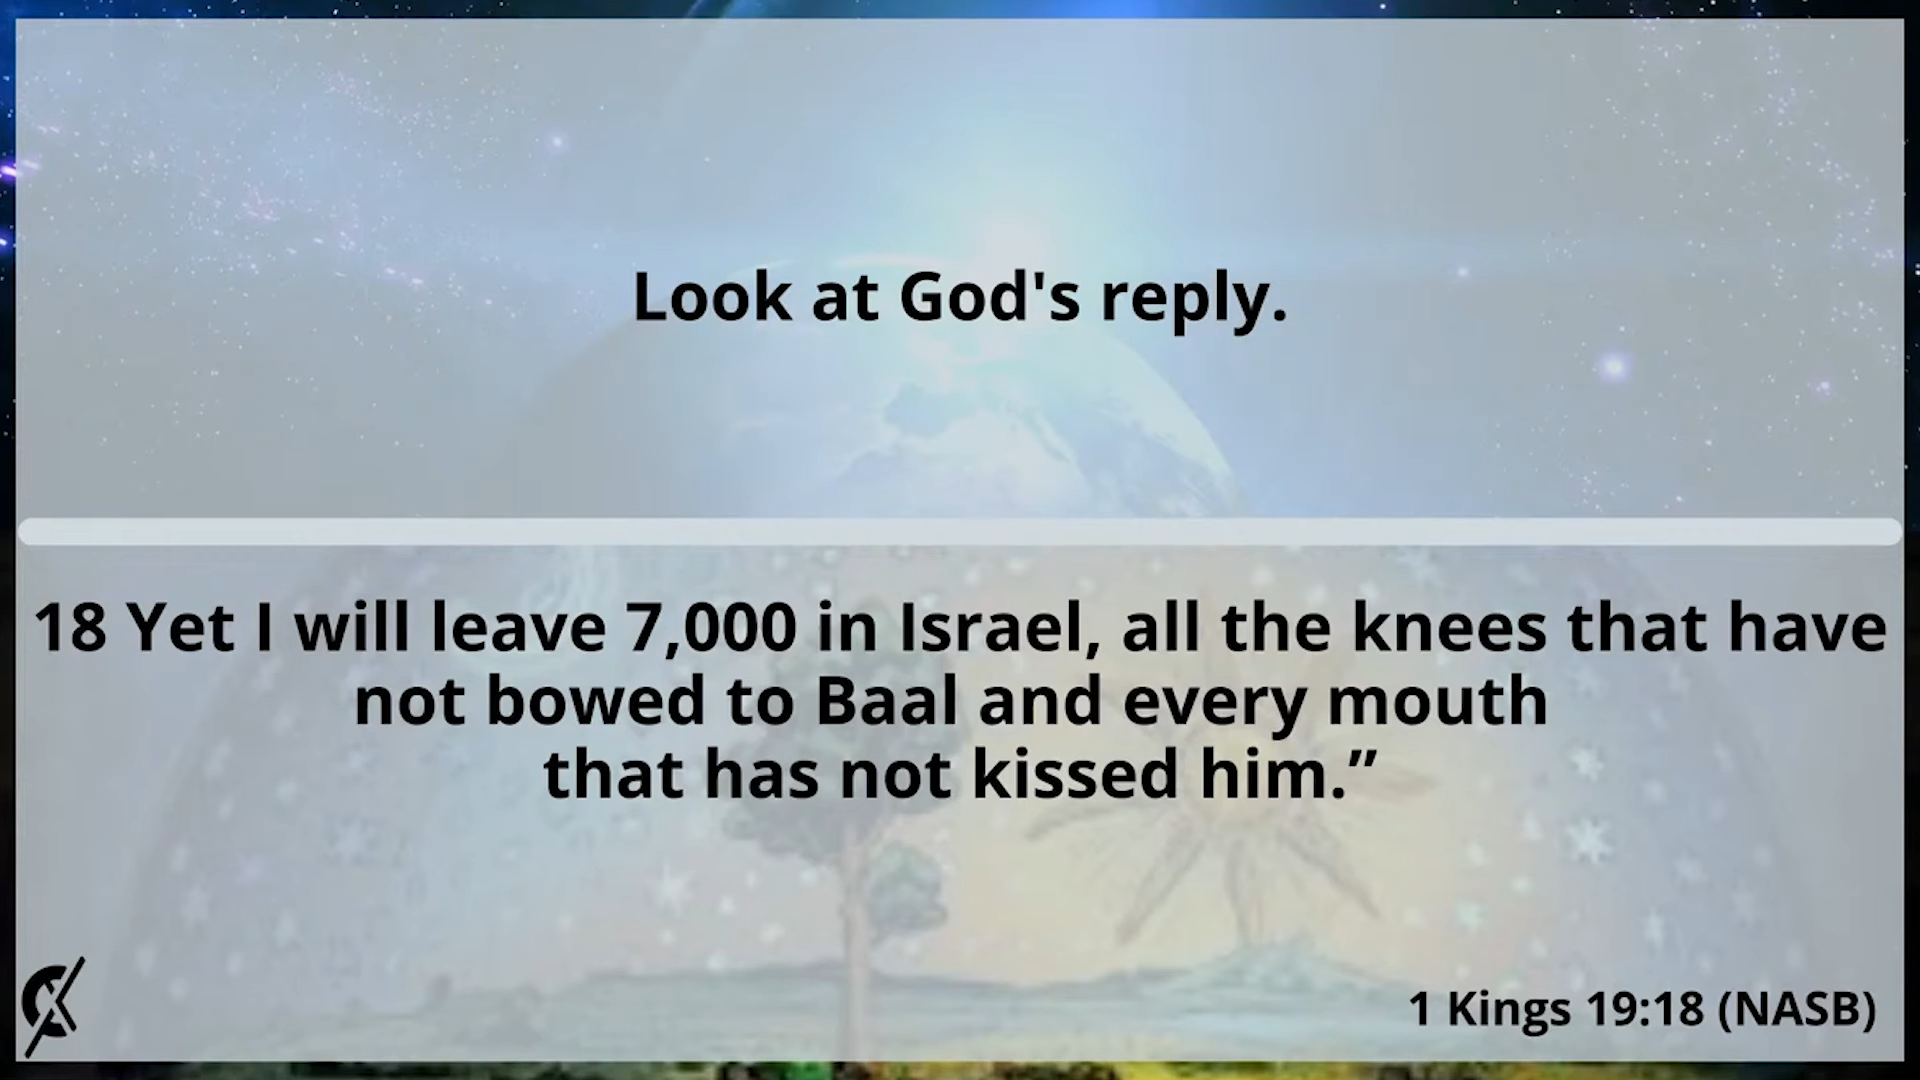 Look at God's reply.
18 Yet I will leave 7,000 in Israel, all the knees that have
not bowed to Baal and every mouth
that has not kissed him.”
1 Kings 19:18 (NASB)